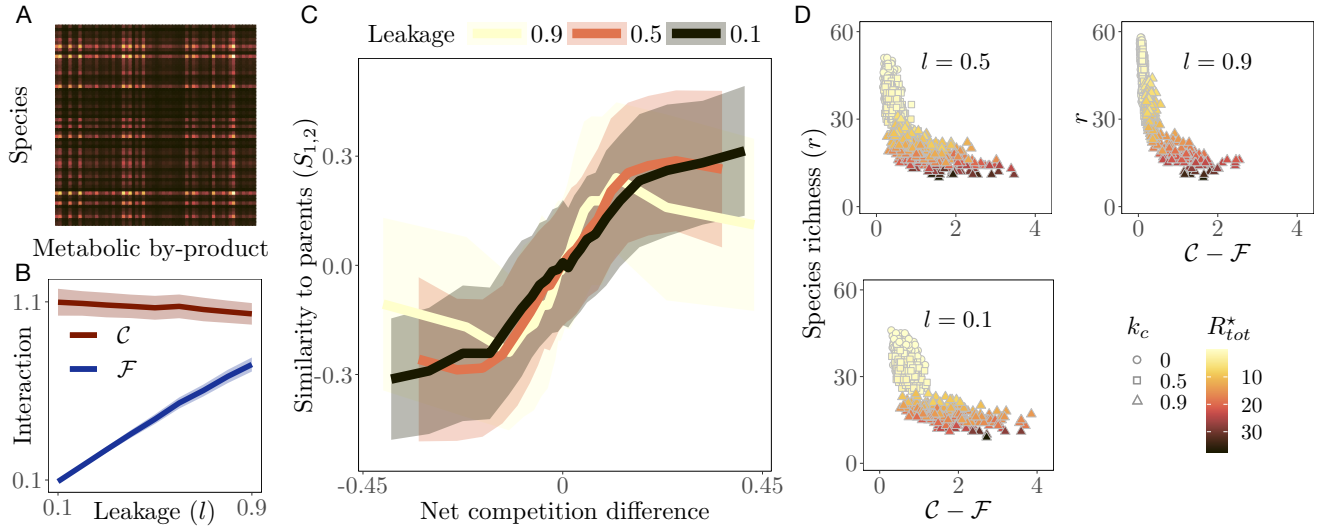 A
Species
Metabolic by-product
B
1.1
0.1
Interaction
C
F
0.1
0.9
Leakage (l)
C
Leakage
0.9
0.5
0.1
Similarity to parents (S1,2)
0.3
0.0
-0.3
-0.45
0
0.45
Net competition difference
D
Species richness (r)
60
30
0
l = 0.5
0
2
4
r
60
30
0
l = 0.9
0
2
4
C − F
60
30
0
l = 0.1
0
2
4
C − F
kc
0
0.5
0.9
R⋆tot
10
20
30